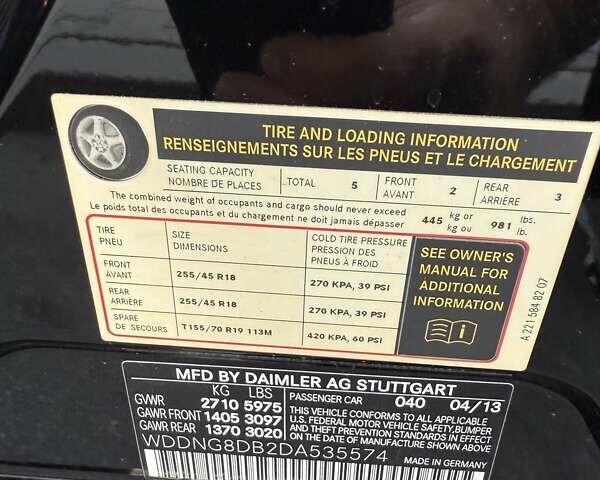 TIRE AND LOADING INFORMATION
RENSEIGNEMENTS SUR LES PNEUS ET LE CHARGEMENT
SEATING CAPACITY
NOMBRE DE PLACES
TOTAL 5
FRONT
AVANT
2
REAR
ARRIÈRE
3
The combined weight of occupants and cargo should never exceed
Le poids total des occupants et du chargement ne doit jamais dépasser
445 kg or
kg ou
981 lbs.
lb.
TIRE
PNEU
SIZE
DIMENSIONS
COLD TIRE PRESSURE
PRESSION DES
PNEUS À FROID
FRONT
AVANT
255/45 R18
270 KPA, 39 PSI
REAR
ARRIÈRE
255/45 R18
270 KPA, 39 PSI
SPARE
DE SECOURS
T155/70 R19 113M
420 KPA, 60 PSI
SEE OWNER'S
MANUAL FOR
ADDITIONAL
INFORMATION
A 221 584 82 07
MFD BY DAIMLER AG STUTTGART
KG LBS
GVWR 2710 5975
GAWR FRONT 1405 3097
GAWR REAR 1370 3020
PASSENGER CAR 040 04/13
THIS VEHICLE CONFORMS TO ALL APPLICABLE
U.S. FEDERAL MOTOR VEHICLE SAFETY,BUMPER
AND THEFT PREVENTION STANDARDS IN EFFECT
ON THE DATE OF MANUFACTURE SHOWN ABOVE
WDDNG8DB2DA535574
MADE IN GERMANY